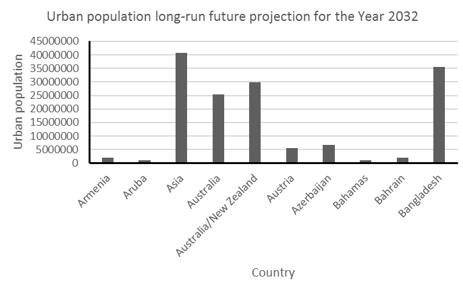 Urban population long-run future projection for the Year 2032
Urban population
45000000
40000000
35000000
30000000
25000000
20000000
15000000
10000000
5000000
0
Armenia
Aruba
Asia
Australia
Australia/New Zealand
Austria
Azerbaijan
Bahamas
Bahrain
Bangladesh
Country